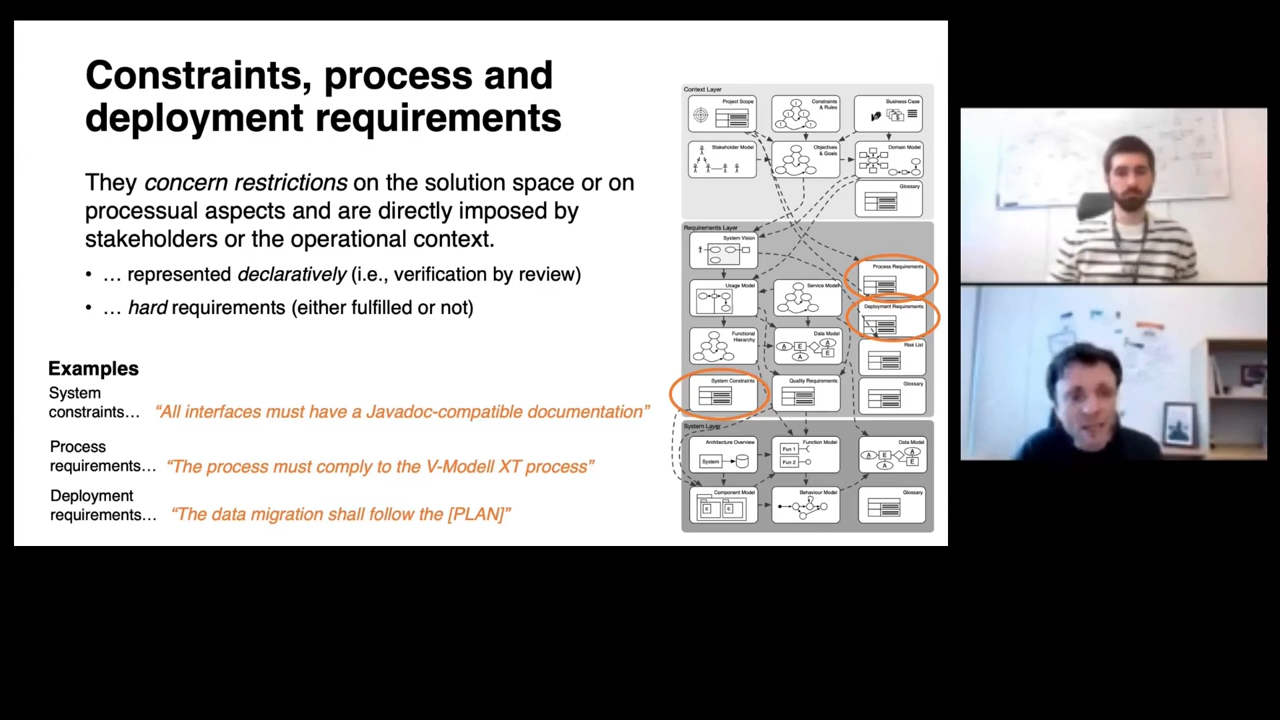 Constraints, process and
deployment requirements
They concern restrictions on the solution space or on
processual aspects and are directly imposed by
stakeholders or the operational context.
• … represented declaratively (i.e., verification by review)
• … hard requirements (either fulfilled or not)
Examples
System
constraints… “All interfaces must have a Javadoc-compatible documentation”
Process
requirements… “The process must comply to the V-Modell XT process”
Deployment
requirements… “The data migration shall follow the [PLAN]”
Context Layer
Project Scope
Constraints
& Rules
Business Case
Stakeholder Model
Objectives
& Goals
Domain Model
Glossary
Requirements Layer
System Vision
Process Requirements
Usage Model
Service Model
Deployment Requirements
Functional
Hierarchy
Data Model
A E A
A E
Risk List
System Constraints
Quality Requirements
Glossary
System Layer
Architecture Overview
System
Function Model
Fun 1
Fun 2
Data Model
A E A
A E
Component Model
C C
Behaviour Model
Glossary